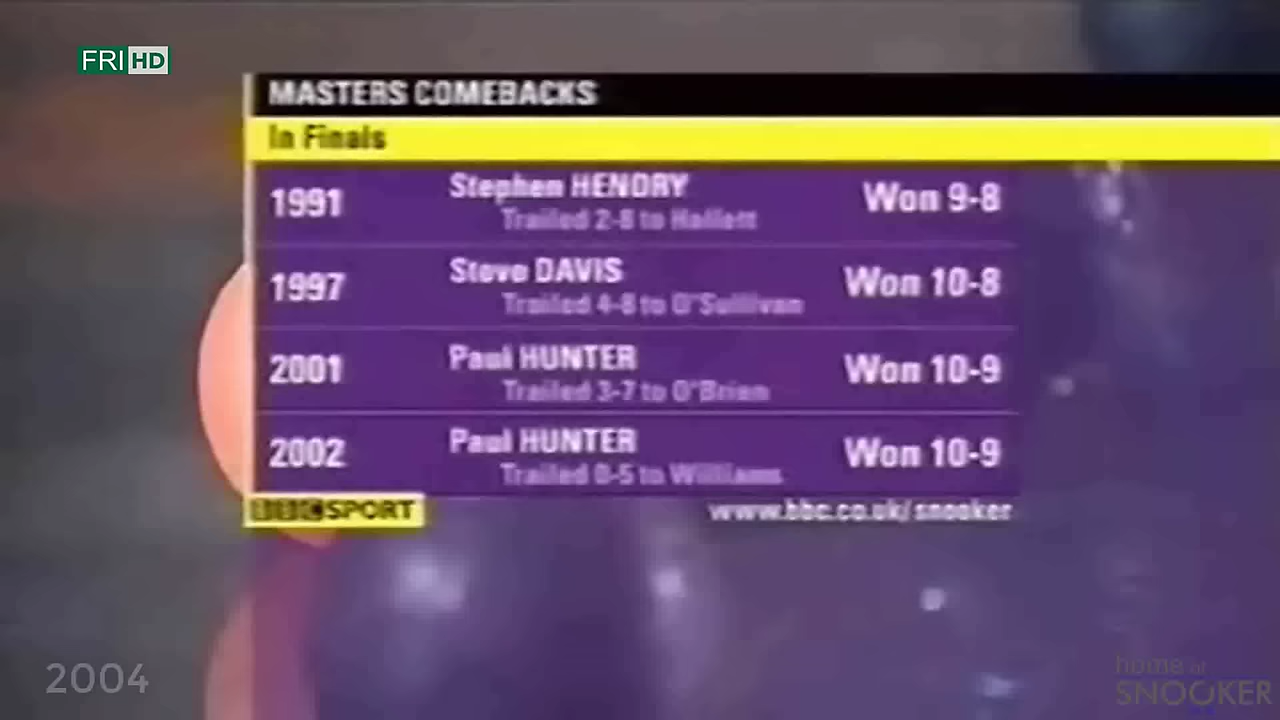 FRI HD
MASTERS COMEBACKS
In Finals
1991
Stephen HENDRY
Won 9-8
Trailed 2-8 to Hallett
1997
Steve DAVIS
Won 10-8
Trailed 4-8 to O'Sullivan
2001
Paul HUNTER
Won 10-9
Trailed 3-7 to O'Brien
2002
Paul HUNTER
Won 10-9
Trailed 0-5 to Williams
BBC SPORT
www.bbc.co.uk/snooker
2004
home of
SNOOKER